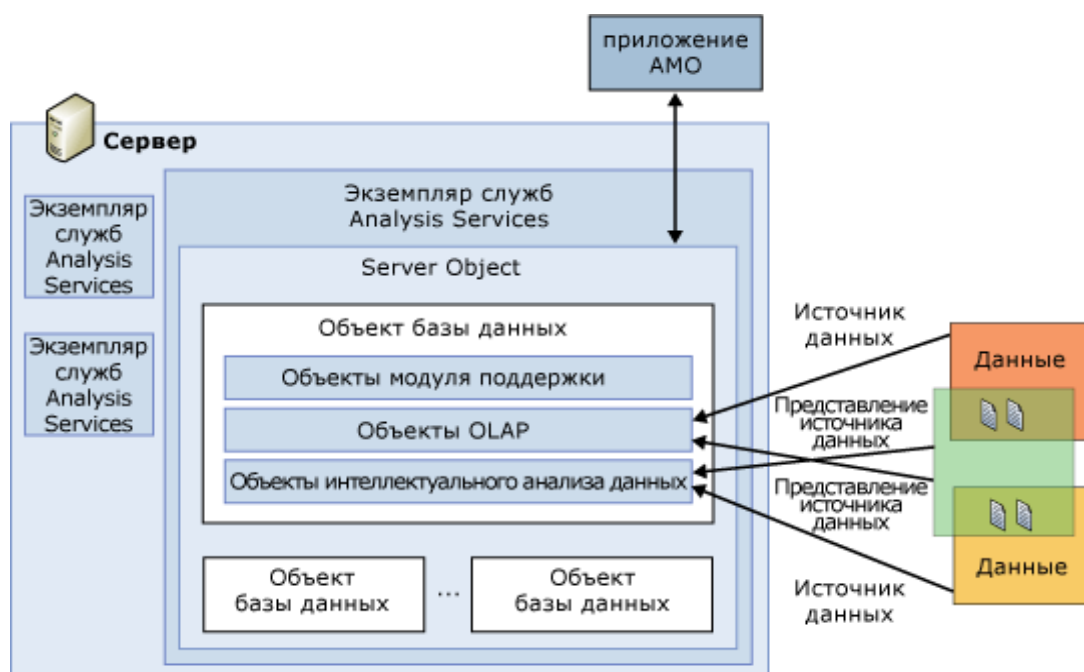 приложение
AMO
Сервер
Экземпляр
служб
Analysis
Services
Экземпляр
служб
Analysis
Services
Экземпляр служб
Analysis Services
Server Object
Объект базы данных
Объекты модуля поддержки
Объекты OLAP
Объекты интеллектуального анализа данных
Объект
базы данных
...
Объект
базы данных
Источник
данных
Представление
источника
данных
Представление
источника
данных
Источник
данных
Данные
Данные